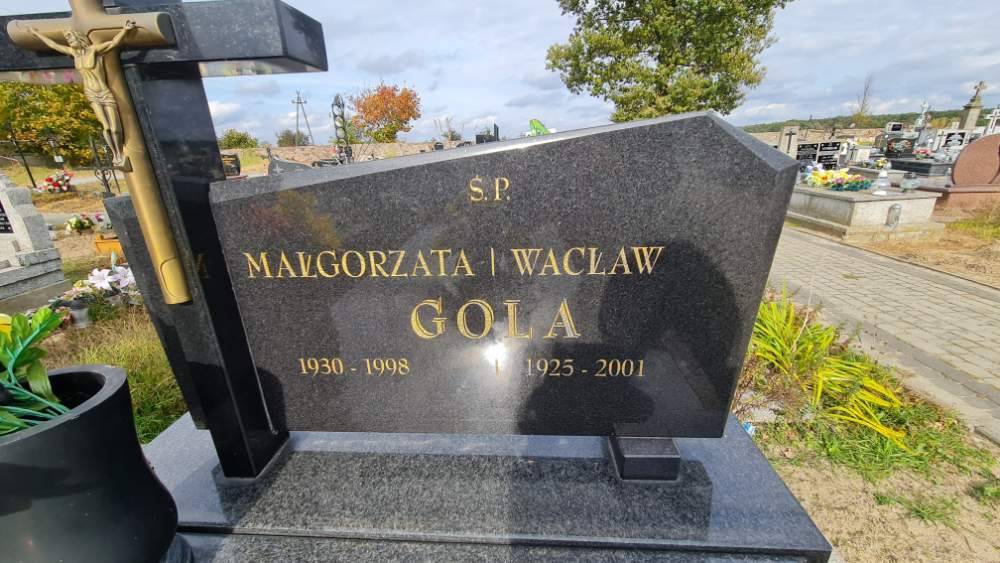 Ś.P.
MAŁGORZATA | WACŁAW
GOLA
1930 - 1998 | 1925 - 2001